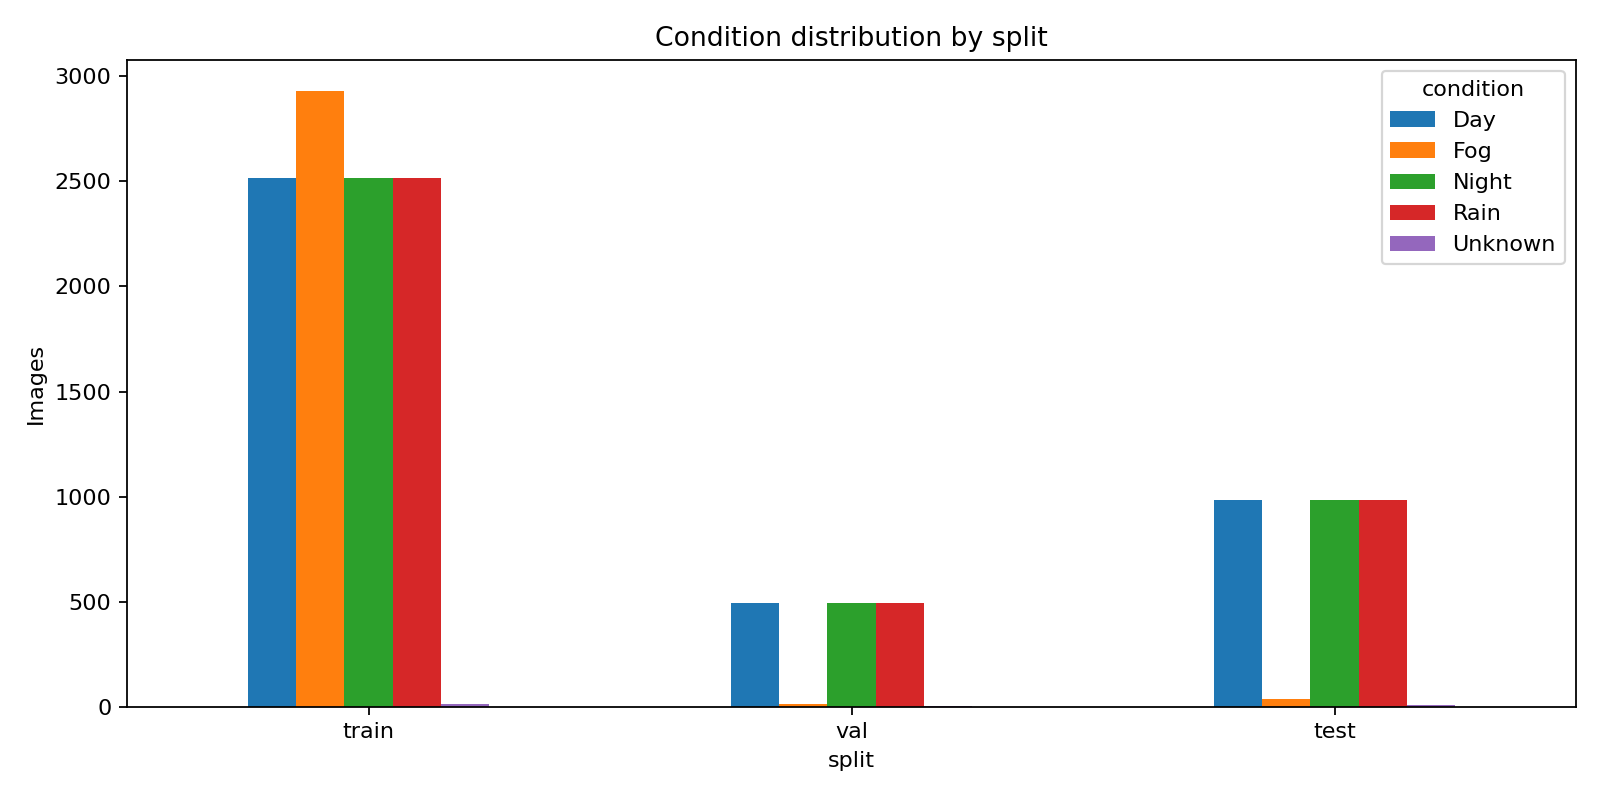 Condition distribution by split
3000
2500
2000
1500
1000
500
0
Images
train
val
test
split
condition
Day
Fog
Night
Rain
Unknown